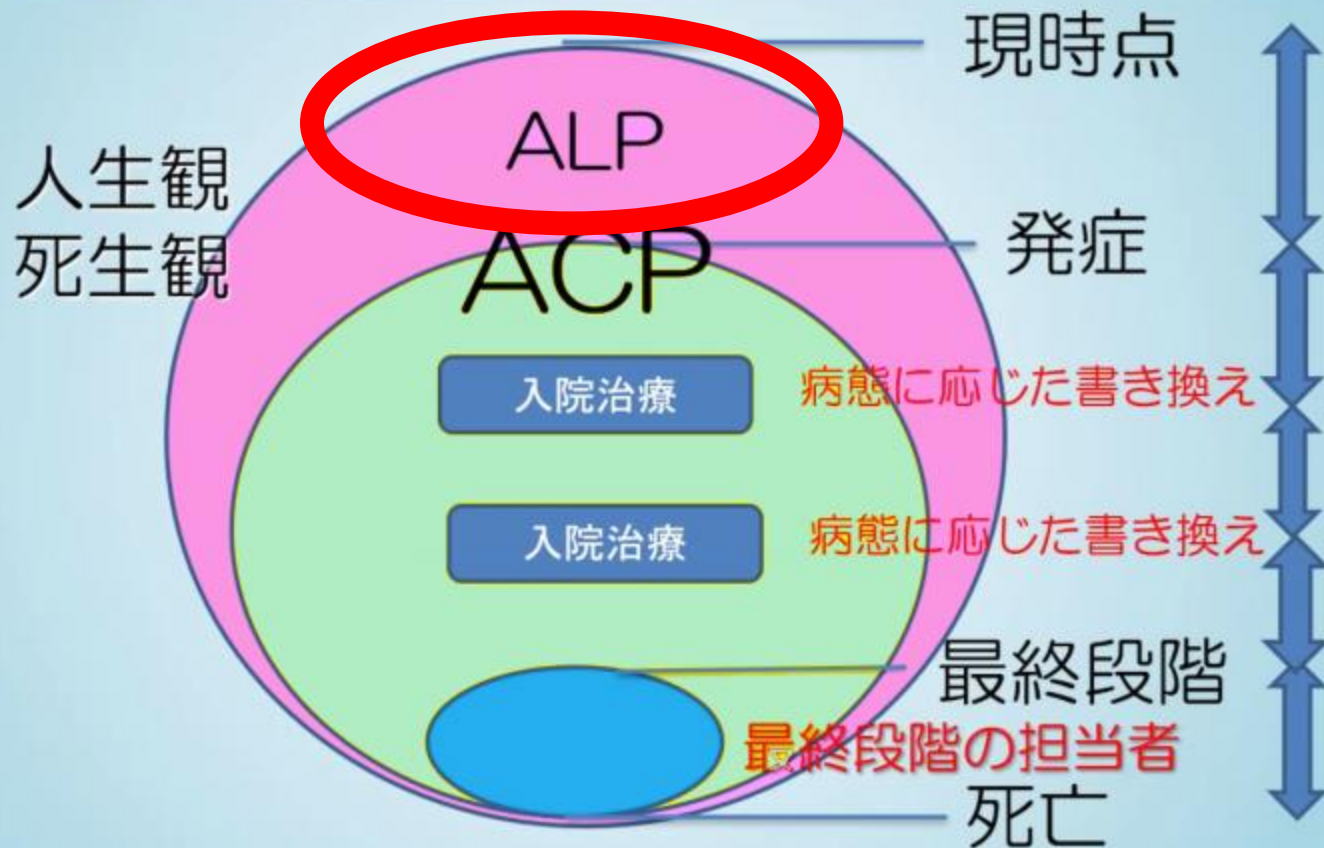 現時点
ALP
人生観
死生観
発症
ACP
入院治療
病態に応じた書き換え
入院治療
病態に応じた書き換え
最終段階
最終段階の担当者
死亡